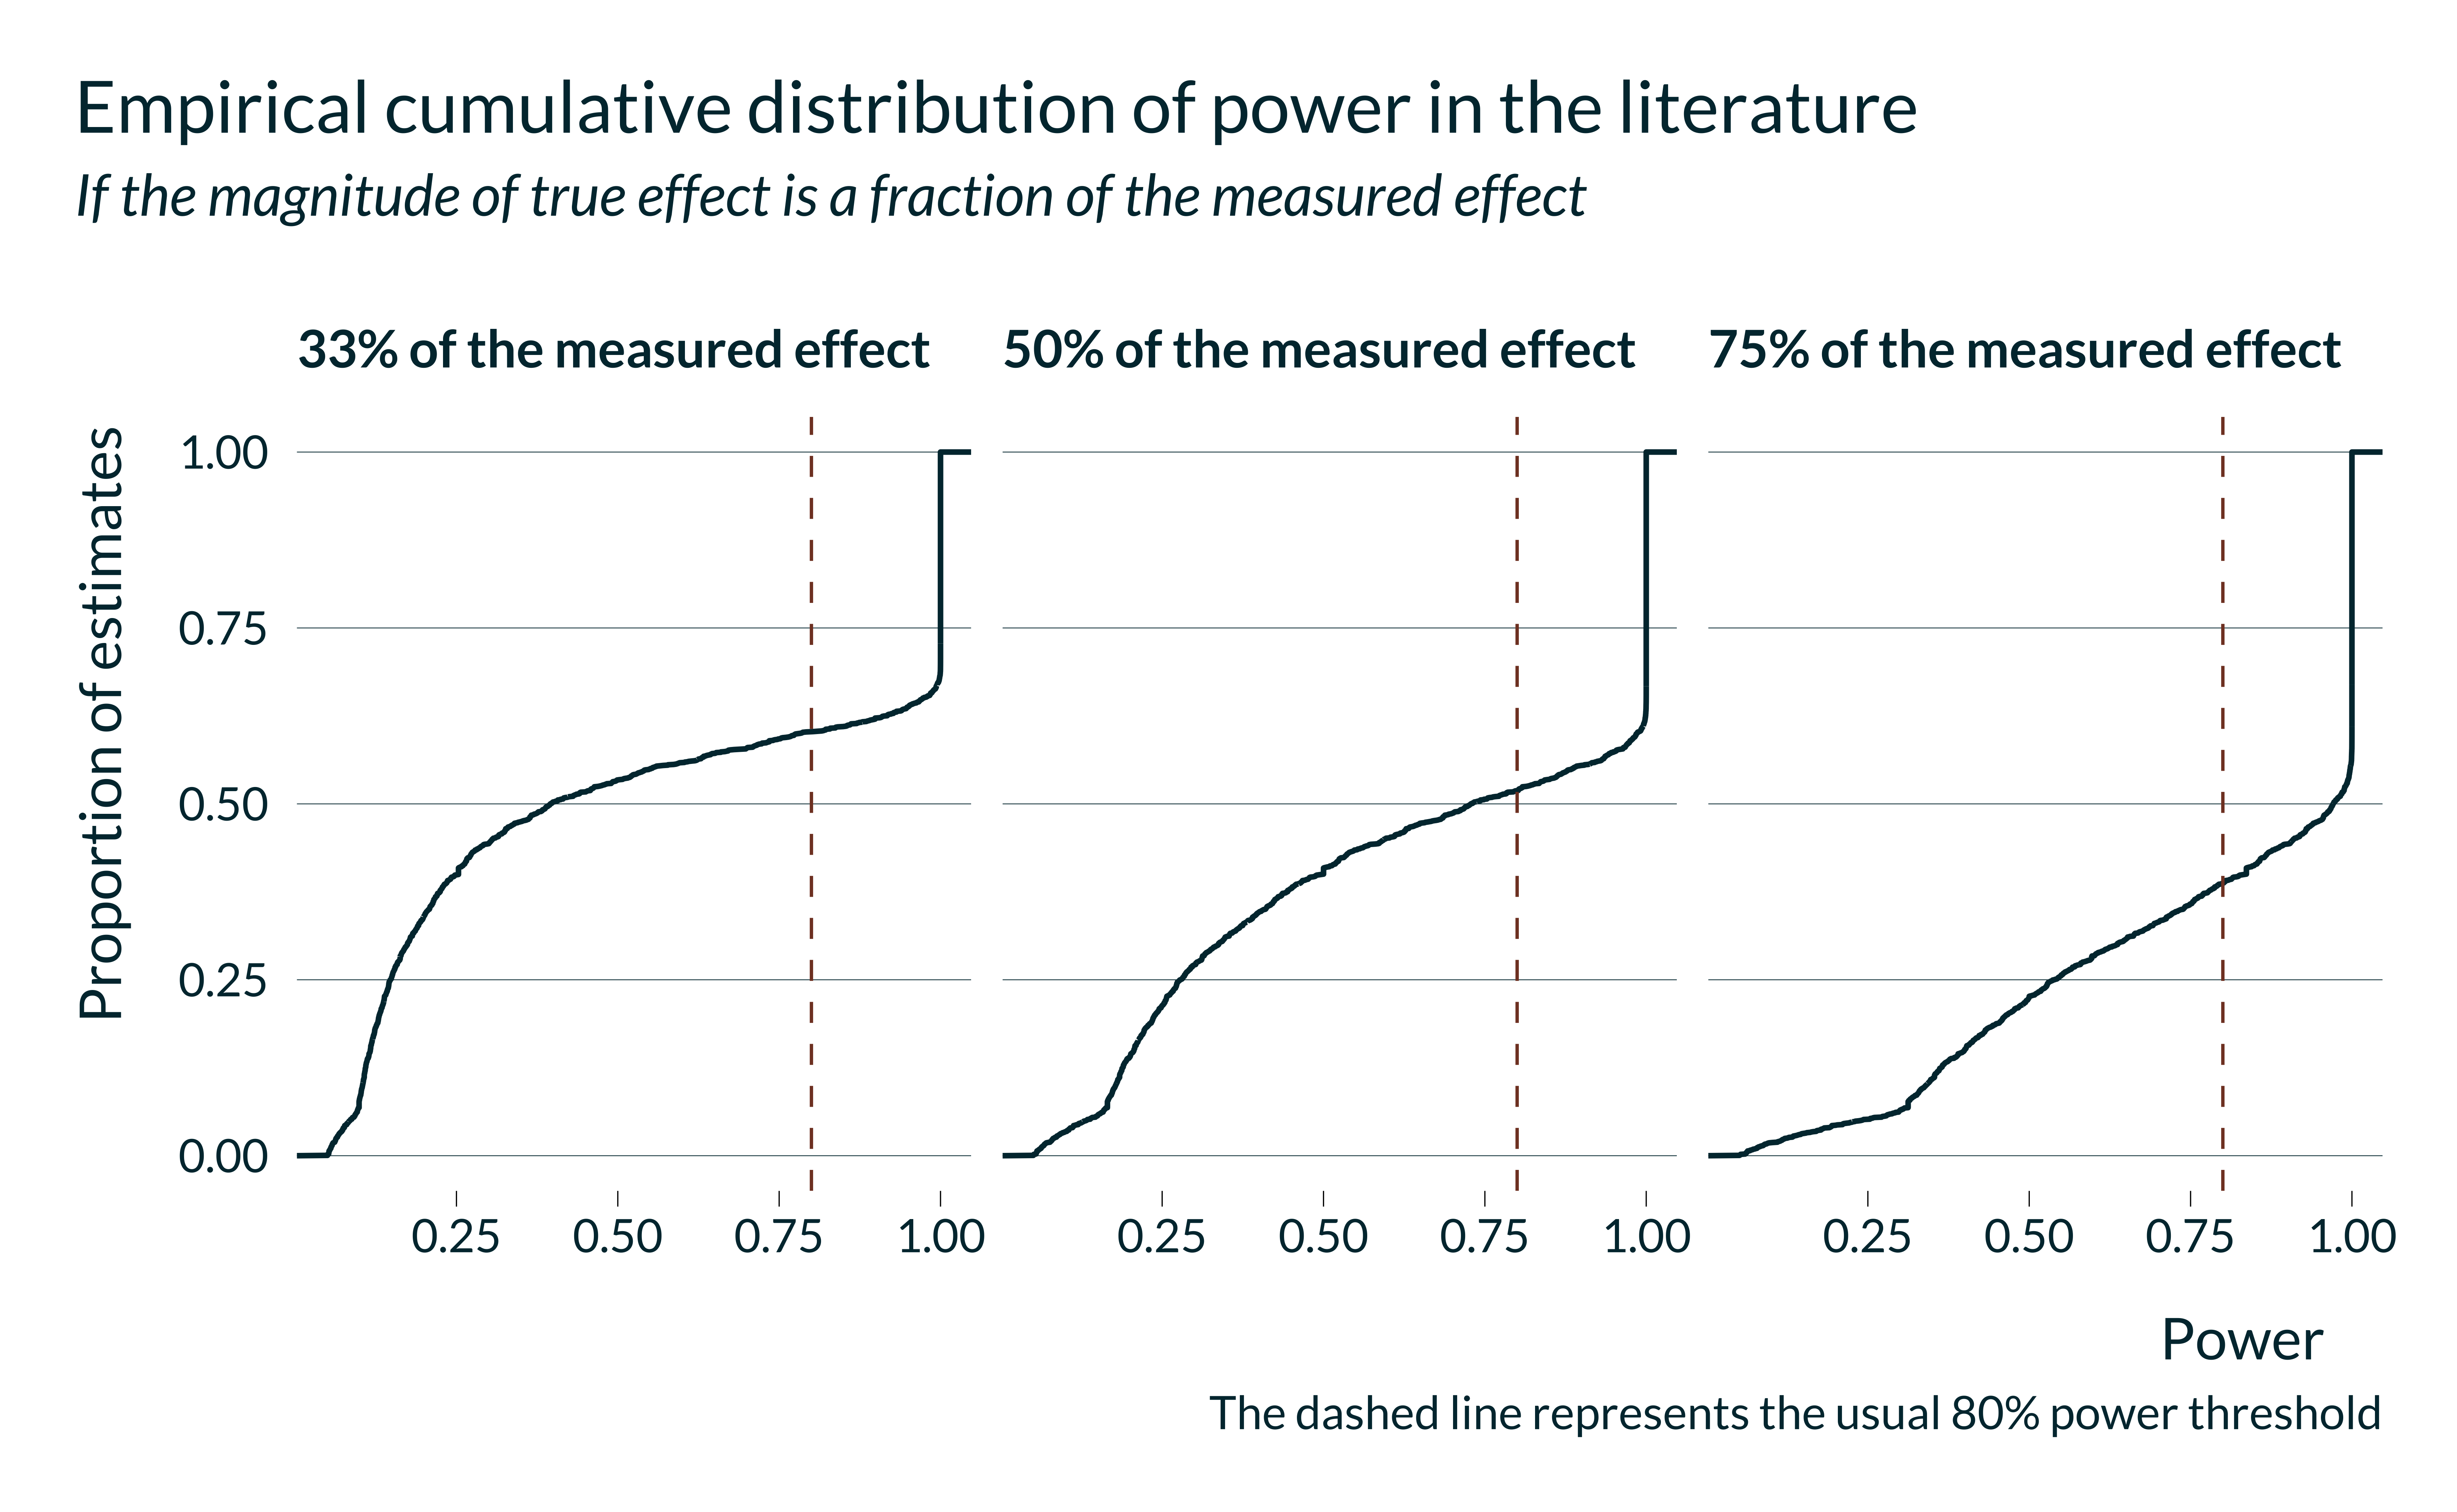 Empirical cumulative distribution of power in the literature
If the magnitude of true effect is a fraction of the measured effect
33% of the measured effect
50% of the measured effect
75% of the measured effect
Proportion of estimates
1.00
0.75
0.50
0.25
0.00
0.25 0.50 0.75 1.00
0.25 0.50 0.75 1.00
0.25 0.50 0.75 1.00
Power
The dashed line represents the usual 80% power threshold